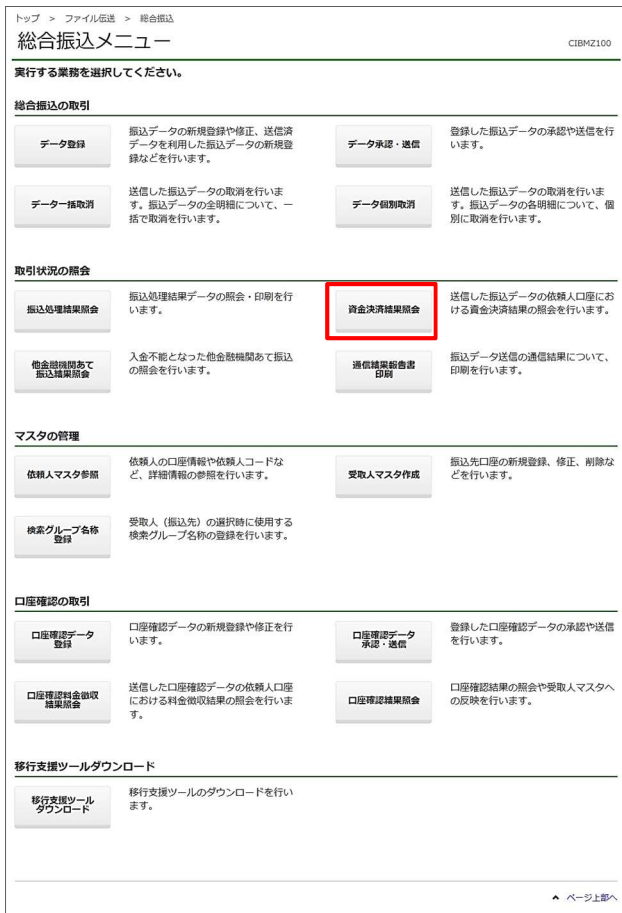 トップ > ファイル伝送 > 総合振込
総合振込メニュー
CIBMZ100
実行する業務を選択してください。
総合振込の取引
データ登録
振込データの新規登録や修正、送信済
データを利用した振込データの新規登
録などを行います。
データ承認・送信
登録した振込データの承認や送信を行
います。
データ一括取消
送信した振込データの取消を行いま
す。振込データの全明細について、一
括で取消を行います。
データ個別取消
送信した振込データの取消を行いま
す。振込データの各明細について、個
別に取消を行います。
取引状況の照会
振込処理結果照会
振込処理結果データの照会・印刷を行
います。
資金決済結果照会
送信した振込データの依頼人口座にお
ける資金決済結果の照会を行います。
他金融機関あて
振込結果照会
入金不能となった他金融機関あて振込
の照会を行います。
通信結果報告書
印刷
振込データ送信の通信結果について、
印刷を行います。
マスタの管理
依頼人マスタ参照
依頼人の口座情報や依頼人コードな
ど、詳細情報の参照を行います。
受取人マスタ作成
振込先口座の新規登録、修正、削除な
どを行います。
検索グループ名称
登録
受取人（振込先）の選択時に使用する
検索グループ名称の登録を行います。
口座確認の取引
口座確認データ
登録
口座確認データの新規登録や修正を行
います。
口座確認データ
承認・送信
登録した口座確認データの承認や送信
を行います。
口座確認料金徴収
結果照会
送信した口座確認データの依頼人口座
における料金徴収結果の照会を行いま
す。
口座確認結果照会
口座確認結果の照会や受取人マスタへ
の反映を行います。
移行支援ツールダウンロード
移行支援ツール
ダウンロード
移行支援ツールのダウンロードを行い
ます。
ページ上部へ